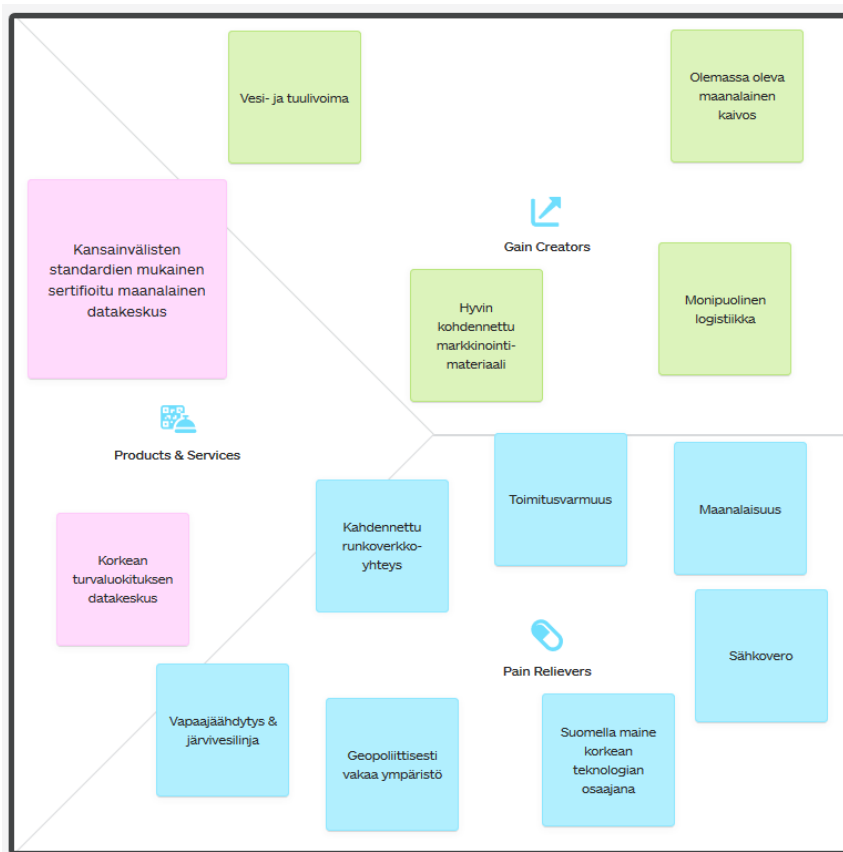 Vesi- ja tuulivoima
Olemassa oleva
maanalainen
kaivos
Kansainvälisten
standardien mukainen
sertifioitu maanalainen
datakeskus
Gain Creators
Hyvin
kohdennettu
markkinointi-
materiaali
Monipuolinen
logistiikka
Products & Services
Korkean
turvaluokituksen
datakeskus
Kahdennettu
runkoverkko-
yhteys
Toimitusvarmuus
Maanalaisuus
Pain Relievers
Sähkovero
Vapaajäähdytys &
järvivesilinja
Geopoliittisesti
vakaa ympäristö
Suomella maine
korkean
teknologian
osaajana